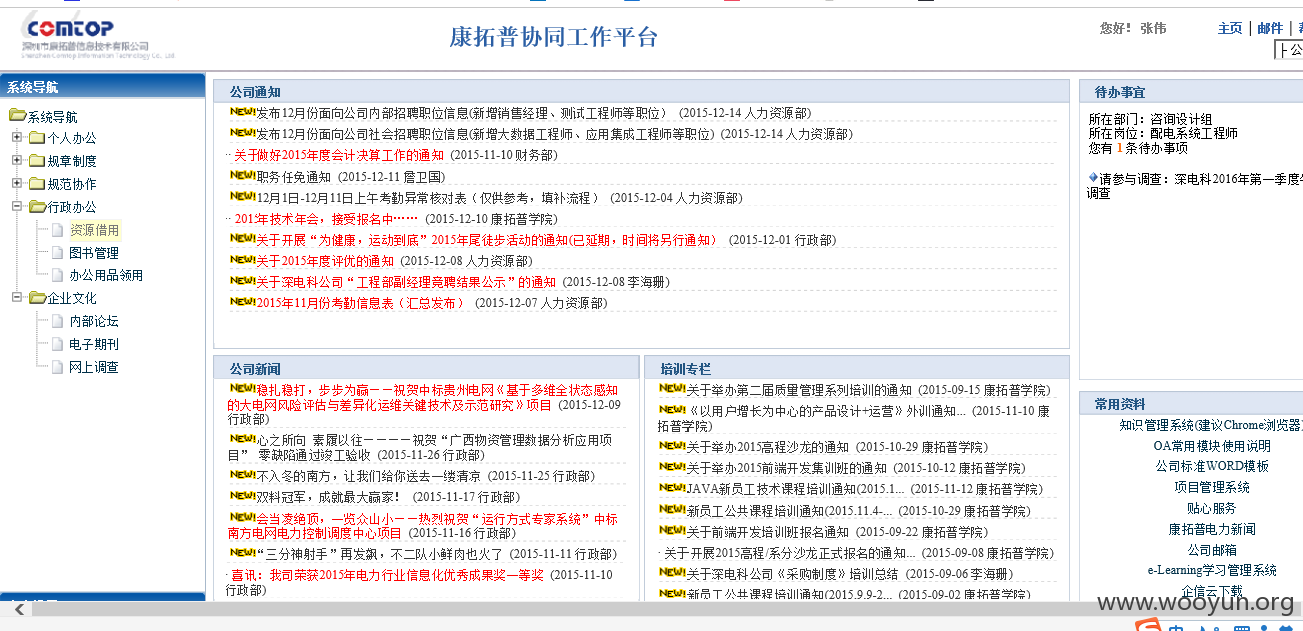 COMTOP
深圳市康拓普信息技术有限公司
康拓普协同工作平台
您好！张伟
主页 | 邮件 |
系统导航
系统导航
个人办公
规章制度
规范协作
行政办公
资源借用
图书管理
办公用品领用
企业文化
内部论坛
电子期刊
网上调查
公司通知
NEW!发布12月份面向公司内部招聘职位信息(新增销售经理、测试工程师等职位） (2015-12-14 人力资源部)
NEW!发布12月份面向公司社会招聘职位信息(新增大数据工程师、应用集成工程师等职位) (2015-12-14 人力资源部)
·关于做好2015年度会计决算工作的通知 (2015-11-10 财务部)
NEW!职务任免通知 (2015-12-11 詹卫国)
NEW!12月1日-12月11日上午考勤异常核对表（仅供参考，填补流程） (2015-12-04 人力资源部)
·2015年技术年会，接受报名中…… (2015-12-10 康拓普学院)
NEW!关于开展“为健康，运动到底”2015年尾徒步活动的通知(已延期，时间将另行通知） (2015-12-01 行政部)
NEW!关于2015年度评优的通知 (2015-12-08 人力资源部)
NEW!关于深电科公司“工程部副经理竞聘结果公示”的通知 (2015-12-08 李海珊)
NEW!2015年11月份考勤信息表（汇总发布） (2015-12-07 人力资源部)
公司新闻
NEW!稳扎稳打，步步为赢－－祝贺中标贵州电网《基于多维全状态感知
的大电网风险评估与差异化运维关键技术及示范研究》项目 (2015-12-09
行政部)
NEW!心之所向 素履以往－－－－祝贺“广西物资管理数据分析应用项
目” 零缺陷通过竣工验收 (2015-11-26 行政部)
NEW!不入冬的南方，让我们给你送去一缕清凉 (2015-11-25 行政部)
NEW!双料冠军，成就最大赢家！ (2015-11-17 行政部)
NEW!会当凌绝顶，一览众山小－－热烈祝贺“运行方式专家系统”中标
南方电网电力控制调度中心项目 (2015-11-16 行政部)
NEW!“三分神射手”再发飙，不二队小鲜肉也火了 (2015-11-11 行政部)
·喜讯：我司荣获2015年电力行业信息化优秀成果奖一等奖 (2015-11-10
行政部)
培训专栏
NEW!关于举办第二届质量管理系列培训的通知 (2015-09-15 康拓普学院)
NEW!《以用户增长为中心的产品设计+运营》外训通知... (2015-11-10 康
拓普学院)
NEW!关于举办2015高程沙龙的通知 (2015-10-29 康拓普学院)
NEW!关于举办2015前端开发集训班的通知 (2015-10-12 康拓普学院)
NEW!JAVA新员工技术课程培训通知(2015.1... (2015-11-12 康拓普学院)
NEW!新员工公共课程培训通知(2015.11.4-... (2015-10-29 康拓普学院)
NEW!关于前端开发培训班报名通知 (2015-09-22 康拓普学院)
·关于开展2015高程/系分沙龙正式报名的通知... (2015-09-08 康拓普学院)
NEW!关于深电科公司《采购制度》培训总结 (2015-09-06 李海珊)
NEW!新员工公共课程培训通知(2015.9.9-2... (2015-09-02 康拓普学院)
待办事宜
所在部门：咨询设计组
所在岗位：配电系统工程师
您有 1 条待办事项
请参与调查：深电科2016年第一季度
调查
常用资料
知识管理系统(建议Chrome浏览器
OA常用模块使用说明
公司标准WORD模板
项目管理系统
贴心服务
康拓普电力新闻
公司邮箱
e-Learning学习管理系统
企信云下载
www.wooyun.org